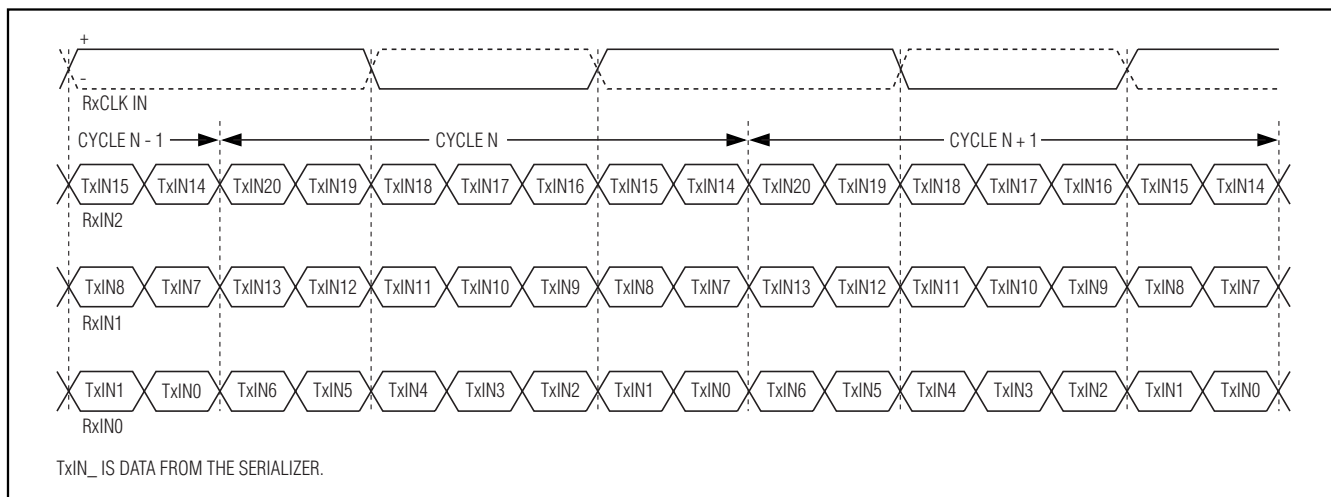 +
-
RxCLK IN
CYCLE N - 1 CYCLE N CYCLE N + 1
TxIN15 TxIN14 TxIN20 TxIN19 TxIN18 TxIN17 TxIN16 TxIN15 TxIN14 TxIN20 TxIN19 TxIN18 TxIN17 TxIN16 TxIN15 TxIN14
RxIN2
TxIN8 TxIN7 TxIN13 TxIN12 TxIN11 TxIN10 TxIN9 TxIN8 TxIN7 TxIN13 TxIN12 TxIN11 TxIN10 TxIN9 TxIN8 TxIN7
RxIN1
TxIN1 TxIN0 TxIN6 TxIN5 TxIN4 TxIN3 TxIN2 TxIN1 TxIN0 TxIN6 TxIN5 TxIN4 TxIN3 TxIN2 TxIN1 TxIN0
RxIN0
TxIN_ IS DATA FROM THE SERIALIZER.